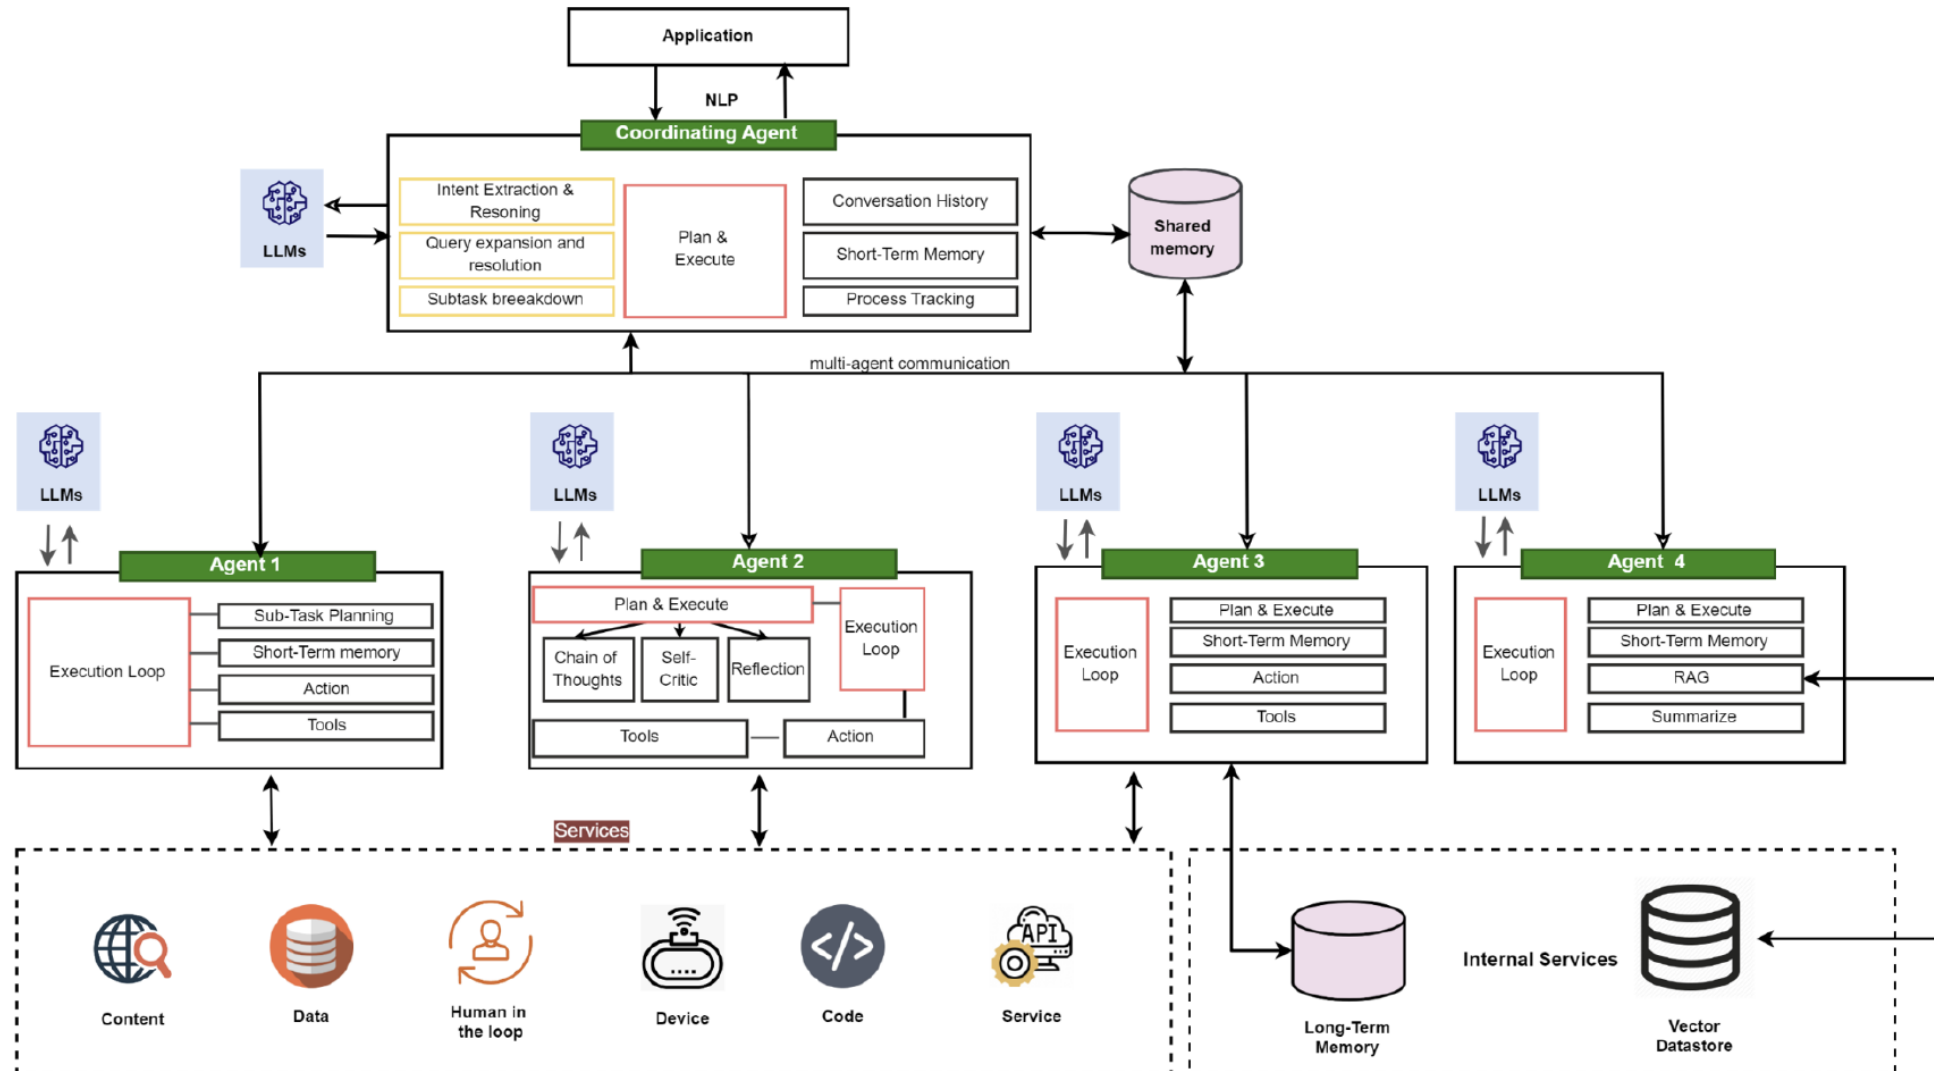 Application
NLP
Coordinating Agent
Intent Extraction &
Resoning
Query expansion and
resolution
Subtask breeakdown
Plan &
Execute
Conversation History
Short-Term Memory
Process Tracking
LLMs
Shared
memory
multi-agent communication
LLMs
LLMs
LLMs
LLMs
Agent 1
Execution Loop
Sub-Task Planning
Short-Term memory
Action
Tools
Agent 2
Plan & Execute
Execution
Loop
Chain of
Thoughts
Self-
Critic
Reflection
Tools
Action
Agent 3
Execution
Loop
Plan & Execute
Short-Term Memory
Action
Tools
Agent 4
Execution
Loop
Plan & Execute
Short-Term Memory
RAG
Summarize
Services
Content
Data
Human in
the loop
Device
</>
Code
API
Service
Long-Term
Memory
Internal Services
Vector
Datastore